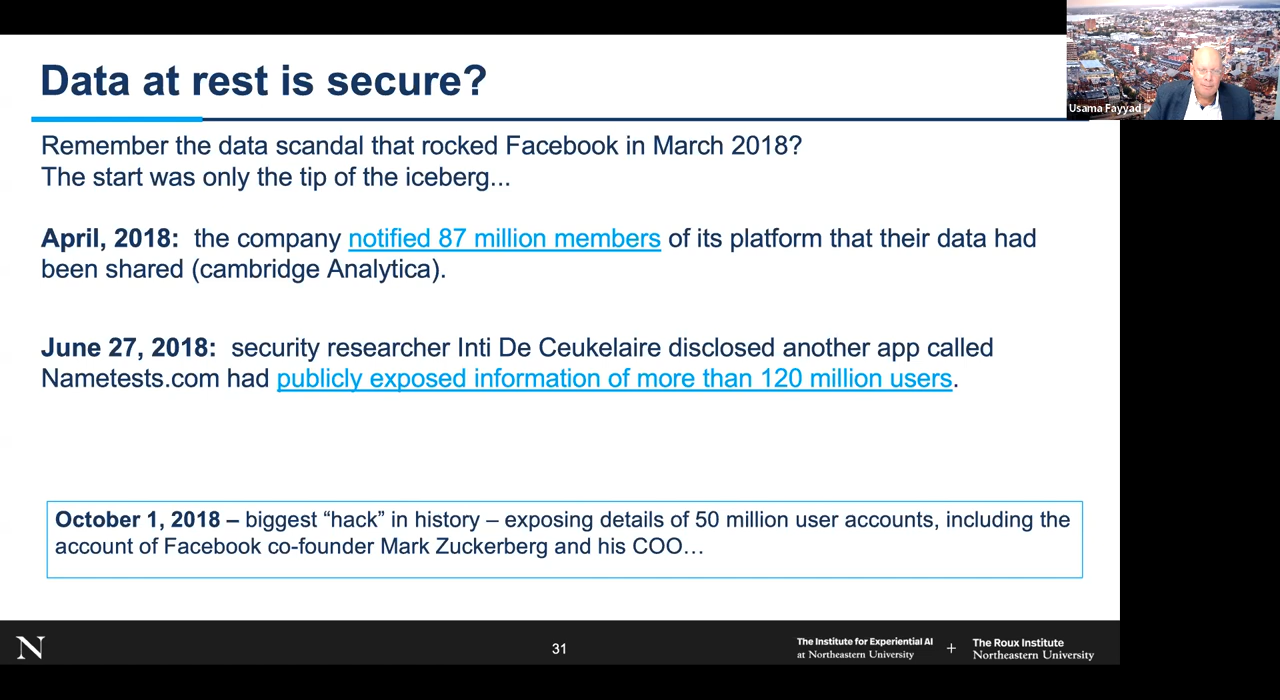 Data at rest is secure?
Usama Fayyad
Remember the data scandal that rocked Facebook in March 2018?
The start was only the tip of the iceberg...
April, 2018: the company notified 87 million members of its platform that their data had
been shared (cambridge Analytica).
June 27, 2018: security researcher Inti De Ceukelaire disclosed another app called
Nametests.com had publicly exposed information of more than 120 million users.
October 1, 2018 – biggest “hack” in history – exposing details of 50 million user accounts, including the
account of Facebook co-founder Mark Zuckerberg and his COO…
N
31
The Institute for Experiential AI
at Northeastern University
+
The Roux Institute
Northeastern University